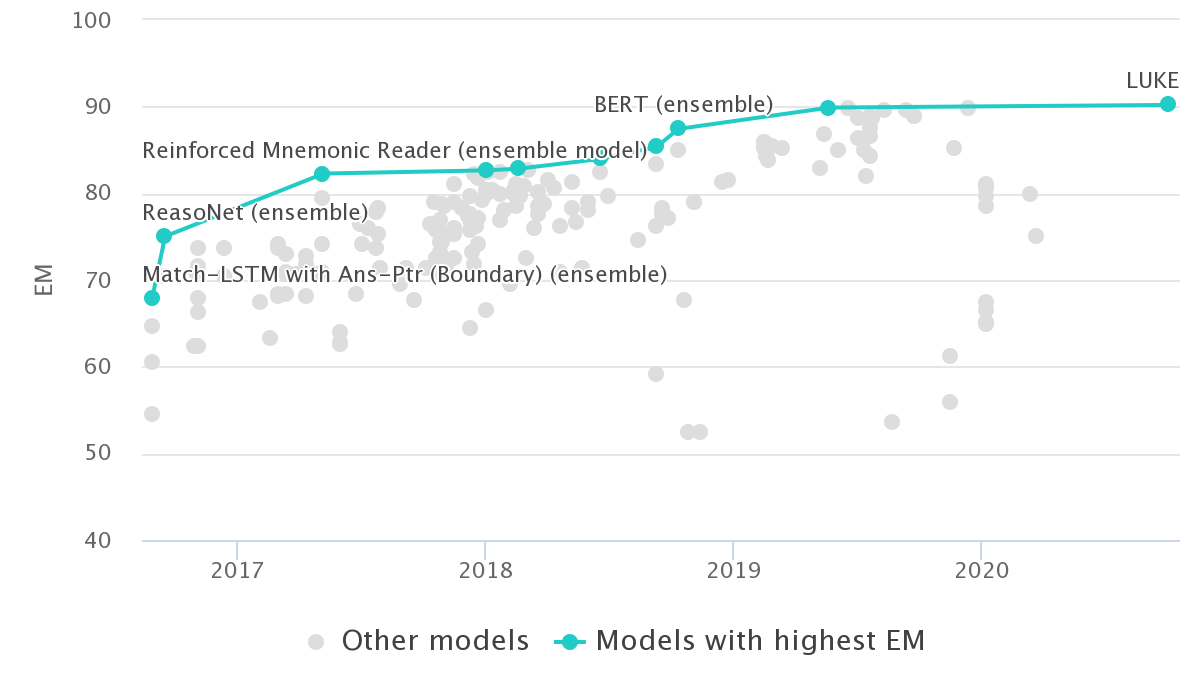 100
90
80
70
60
50
40
EM
LUKE
BERT (ensemble)
Reinforced Mnemonic Reader (ensemble model)
ReasoNet (ensemble)
Match-LSTM with Ans-Ptr (Boundary) (ensemble)
2017
2018
2019
2020
Other models
Models with highest EM